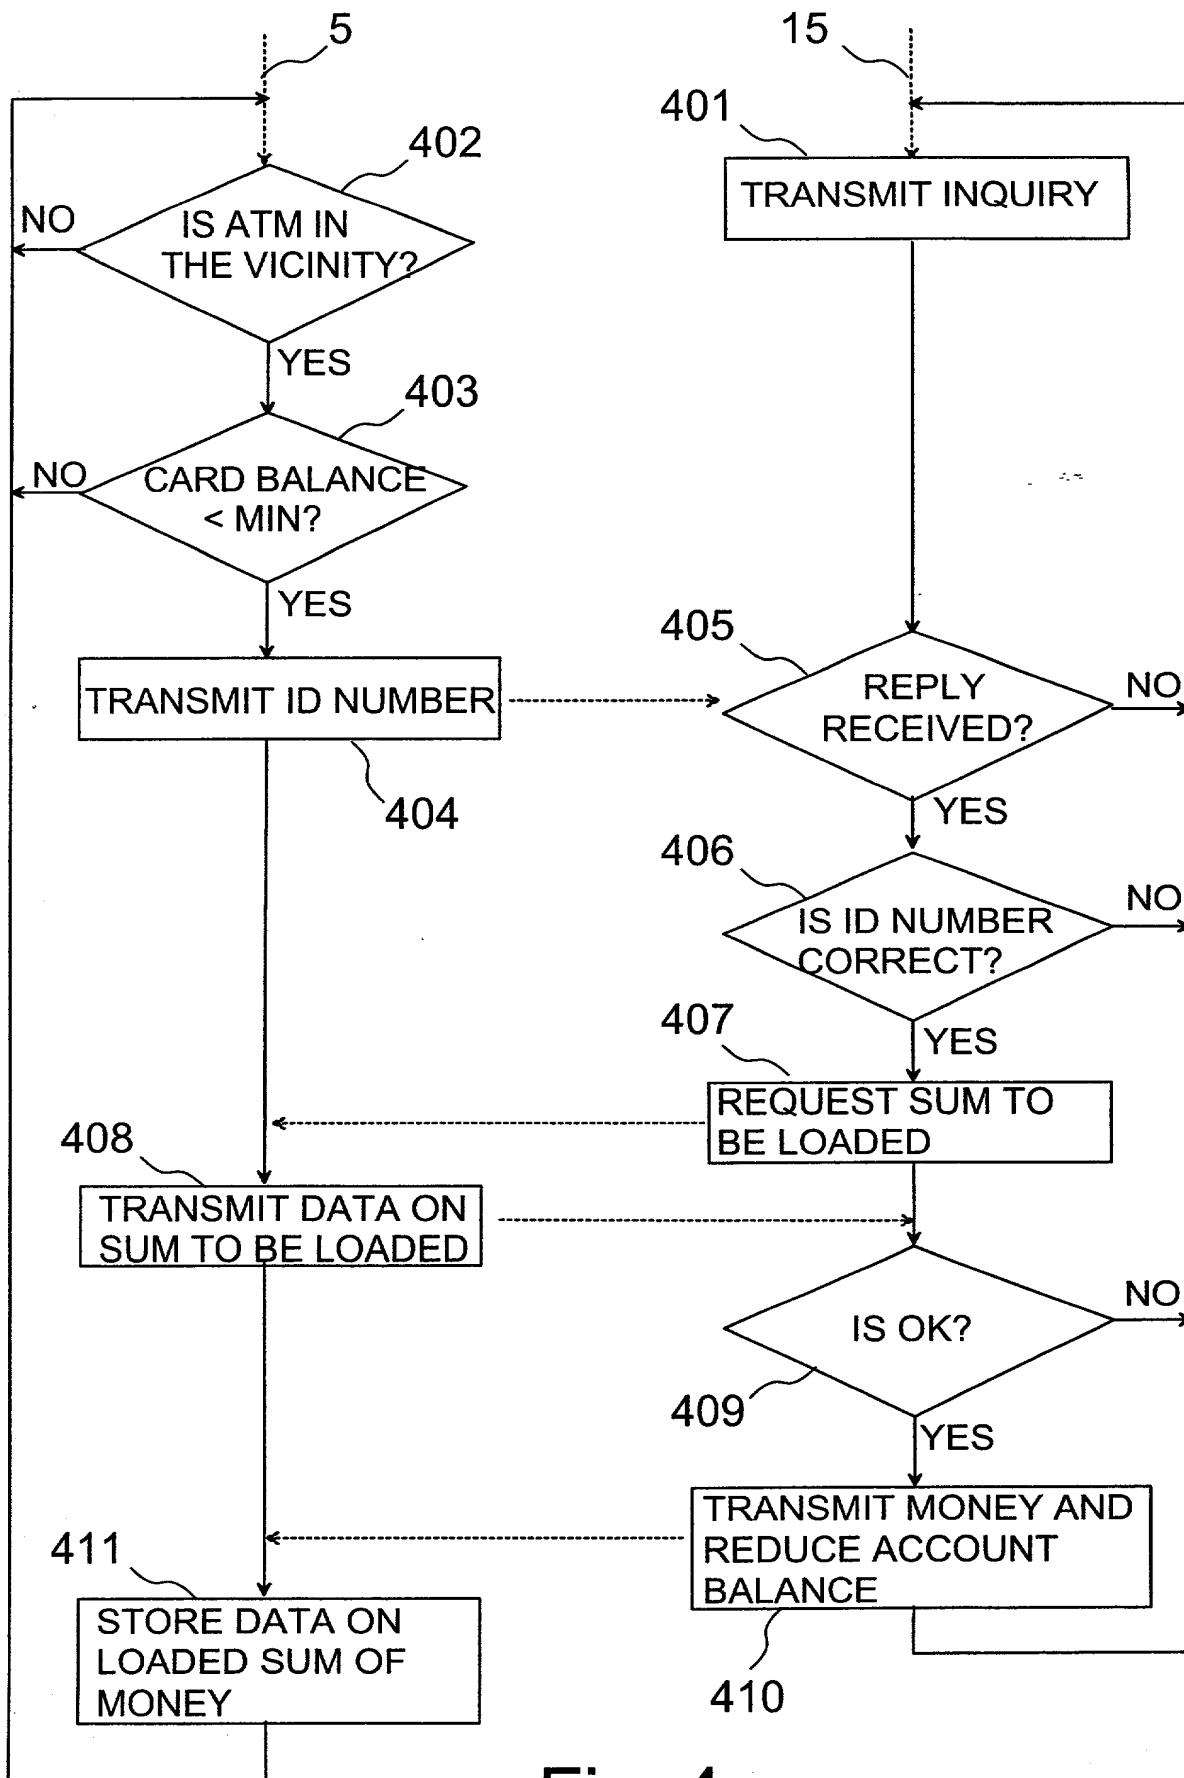 5
15
401
402
TRANSMIT INQUIRY
NO
IS ATM IN
THE VICINITY?
YES
403
NO
CARD BALANCE
< MIN?
YES
405
TRANSMIT ID NUMBER
REPLY
RECEIVED?
NO
404
YES
406
IS ID NUMBER
CORRECT?
NO
407
YES
REQUEST SUM TO
BE LOADED
408
TRANSMIT DATA ON
SUM TO BE LOADED
IS OK?
NO
409
YES
TRANSMIT MONEY AND
REDUCE ACCOUNT
BALANCE
411
STORE DATA ON
LOADED SUM OF
MONEY
410